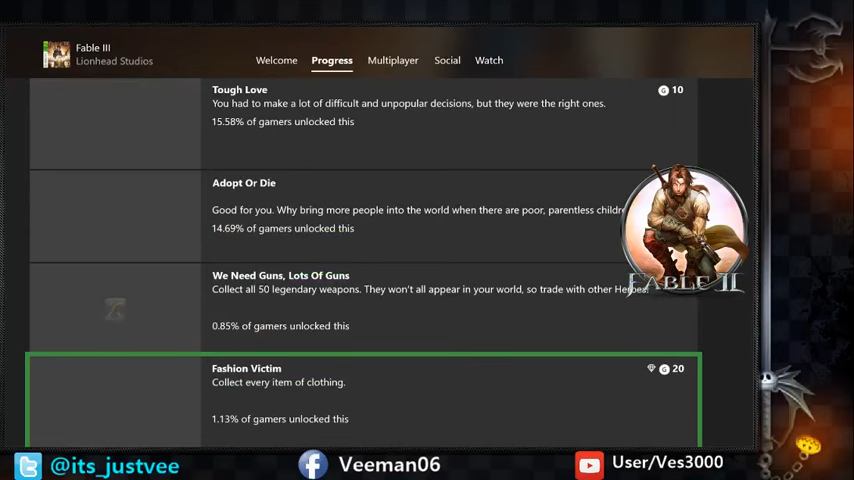 Fable III
Lionhead Studios
Welcome Progress Multiplayer Social Watch
Tough Love
G 10
You had to make a lot of difficult and unpopular decisions, but they were the right ones.
15.58% of gamers unlocked this
Adopt Or Die
Good for you. Why bring more people into the world when there are poor, parentless childre
14.69% of gamers unlocked this
We Need Guns, Lots Of Guns
Collect all 50 legendary weapons. They won't all appear in your world, so trade with other Heroes.
0.85% of gamers unlocked this
FABLE II
Fashion Victim
G 20
Collect every item of clothing.
1.13% of gamers unlocked this
@its_justvee
Veeman06
User/Ves3000